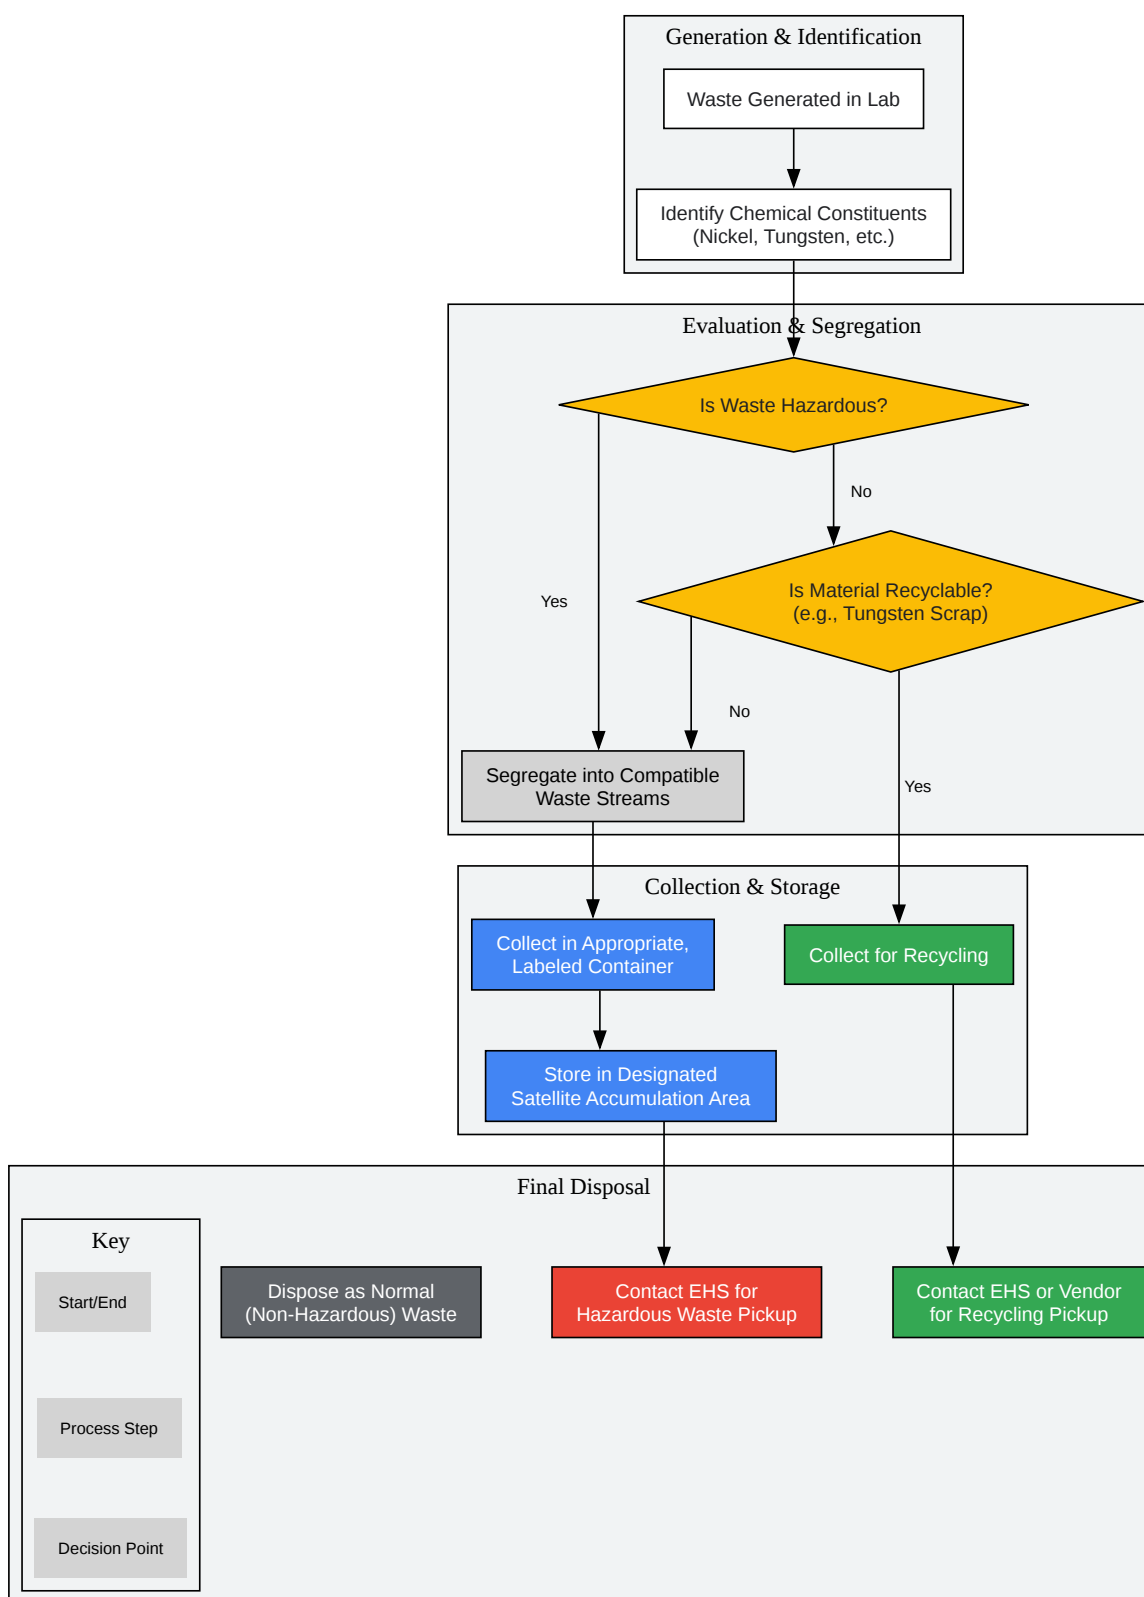 Generation & Identification
Waste Generated in Lab
Identify Chemical Constituents
(Nickel, Tungsten, etc.)
Evaluation & Segregation
Is Waste Hazardous?
No
Is Material Recyclable?
(e.g., Tungsten Scrap)
Yes
No
Segregate into Compatible
Waste Streams
Yes
Collection & Storage
Collect in Appropriate,
Labeled Container
Collect for Recycling
Store in Designated
Satellite Accumulation Area
Final Disposal
Key
Start/End
Process Step
Decision Point
Dispose as Normal
(Non-Hazardous) Waste
Contact EHS for
Hazardous Waste Pickup
Contact EHS or Vendor
for Recycling Pickup